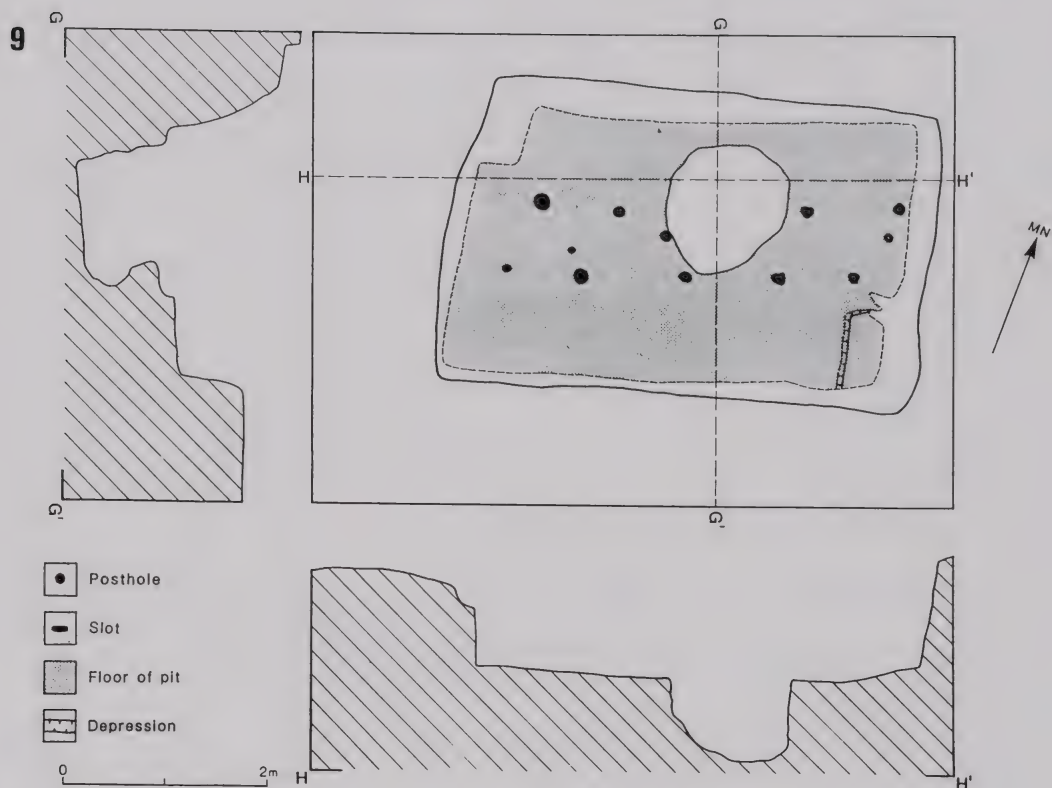 9
G
G
H
H'
MN
G'
G'
Posthole
Slot
Floor of pit
Depression
0 2m
H
H'